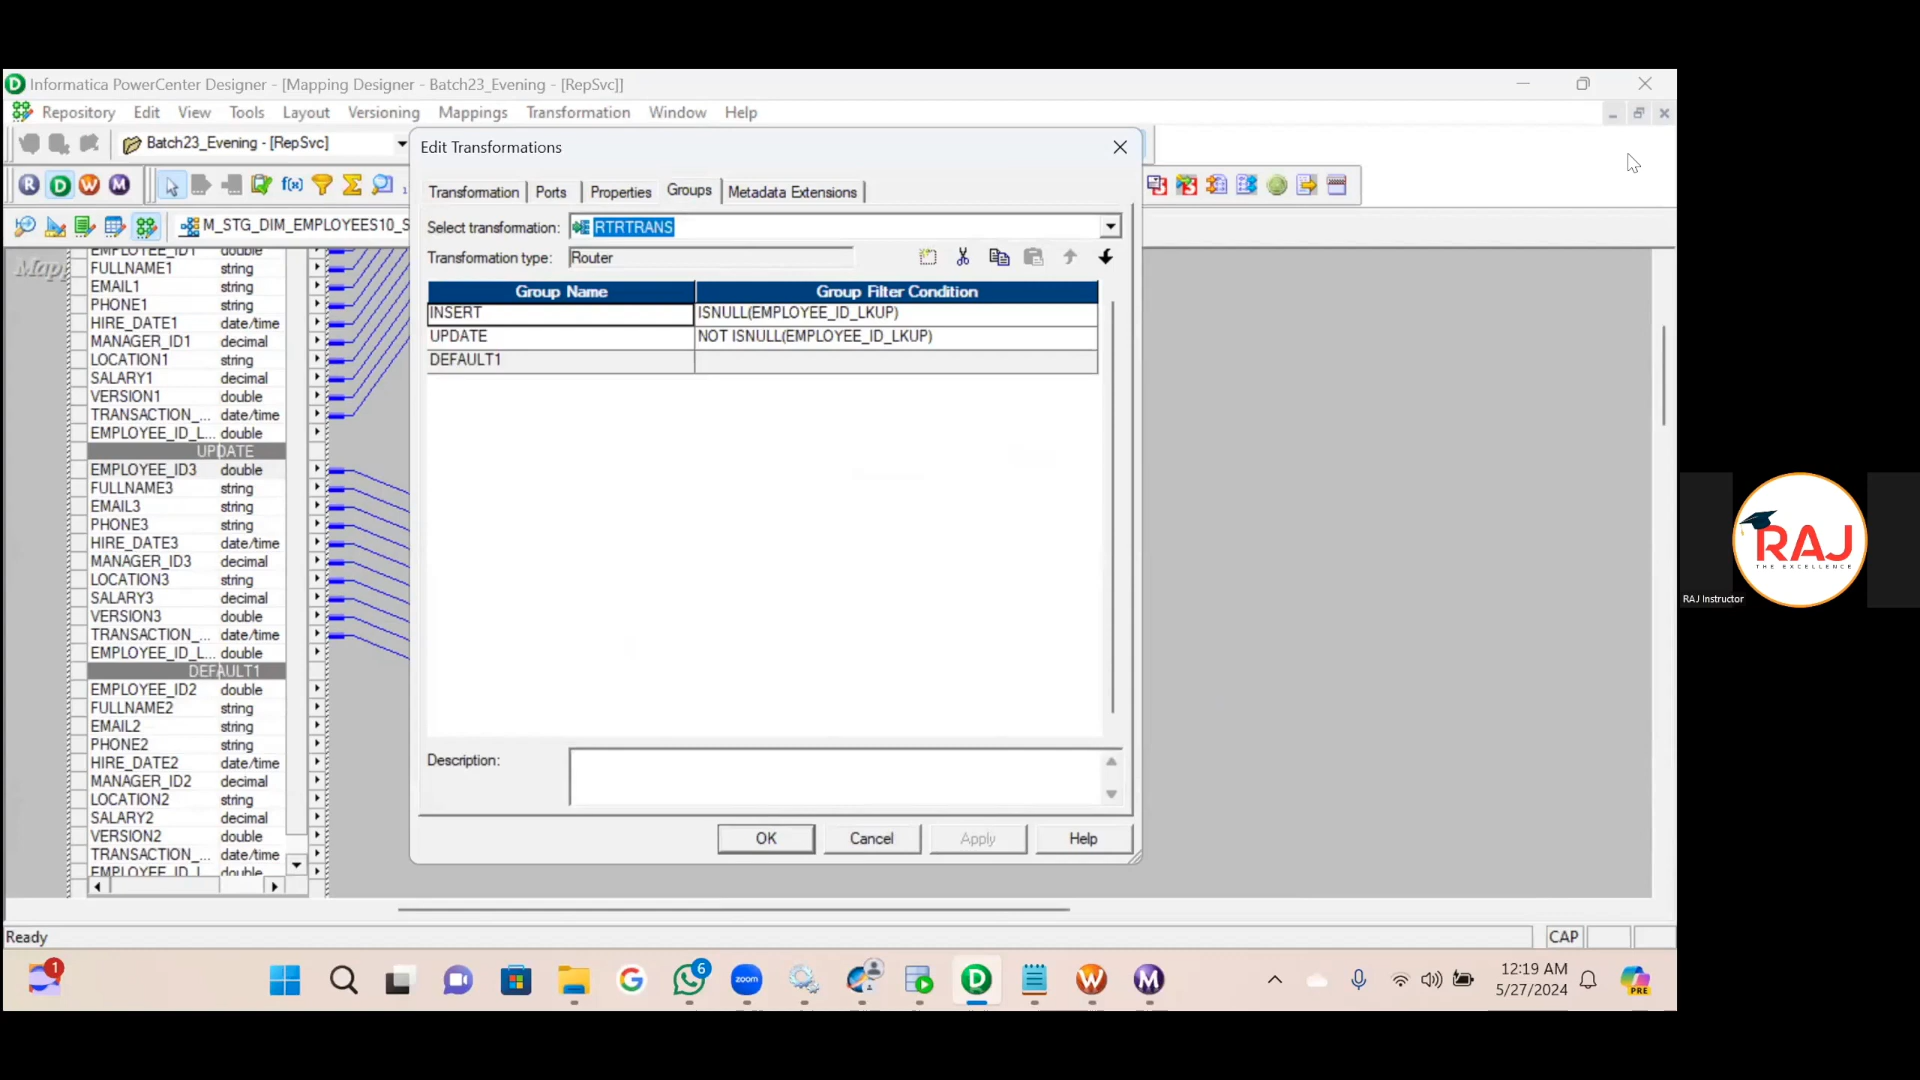 Informatica PowerCenter Designer - [Mapping Designer - Batch23_Evening - [RepSvc]]
Repository Edit View Tools Layout Versioning Mappings Transformation Window Help
Batch23_Evening - [RepSvc]
M_STG_DIM_EMPLOYEES10_S
Edit Transformations
Transformation Ports Properties Groups Metadata Extensions
Select transformation: RTRTRANS
Transformation type: Router
Group Name Group Filter Condition
INSERT ISNULL(EMPLOYEE_ID_LKUP)
UPDATE NOT ISNULL(EMPLOYEE_ID_LKUP)
DEFAULT1
Description:
OK Cancel Apply Help
EMPLOYEE_ID1 double
FULLNAME1 string
EMAIL1 string
PHONE1 string
HIRE_DATE1 date/time
MANAGER_ID1 decimal
LOCATION1 string
SALARY1 decimal
VERSION1 double
TRANSACTION_... date/time
EMPLOYEE_ID_L... double
UPDATE
EMPLOYEE_ID3 double
FULLNAME3 string
EMAIL3 string
PHONE3 string
HIRE_DATE3 date/time
MANAGER_ID3 decimal
LOCATION3 string
SALARY3 decimal
VERSION3 double
TRANSACTION_... date/time
EMPLOYEE_ID_L... double
DEFAULT1
EMPLOYEE_ID2 double
FULLNAME2 string
EMAIL2 string
PHONE2 string
HIRE_DATE2 date/time
MANAGER_ID2 decimal
LOCATION2 string
SALARY2 decimal
VERSION2 double
TRANSACTION_... date/time
EMPLOYEE_ID_L double
Ready
CAP
12:19 AM
5/27/2024
RAJ
THE EXCELLENCE
RAJ Instructor